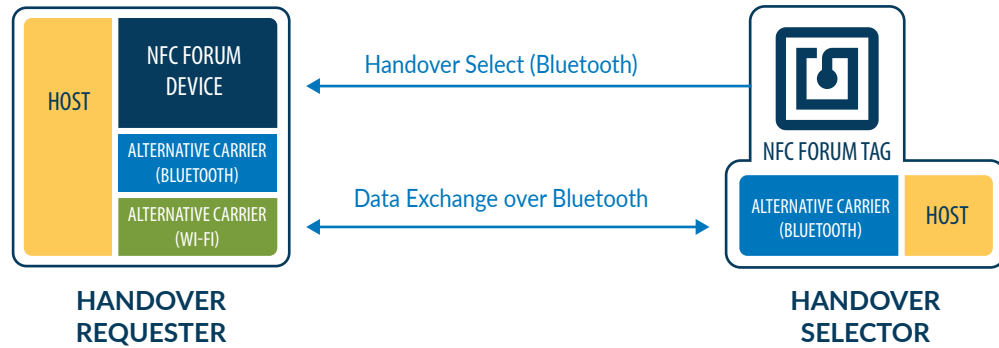 HOST
NFC FORUM
DEVICE
ALTERNATIVE CARRIER
(BLUETOOTH)
ALTERNATIVE CARRIER
(WI-FI)
HANDOVER
REQUESTER
Handover Select (Bluetooth)
Data Exchange over Bluetooth
NFC FORUM TAG
ALTERNATIVE CARRIER
(BLUETOOTH)
HOST
HANDOVER
SELECTOR